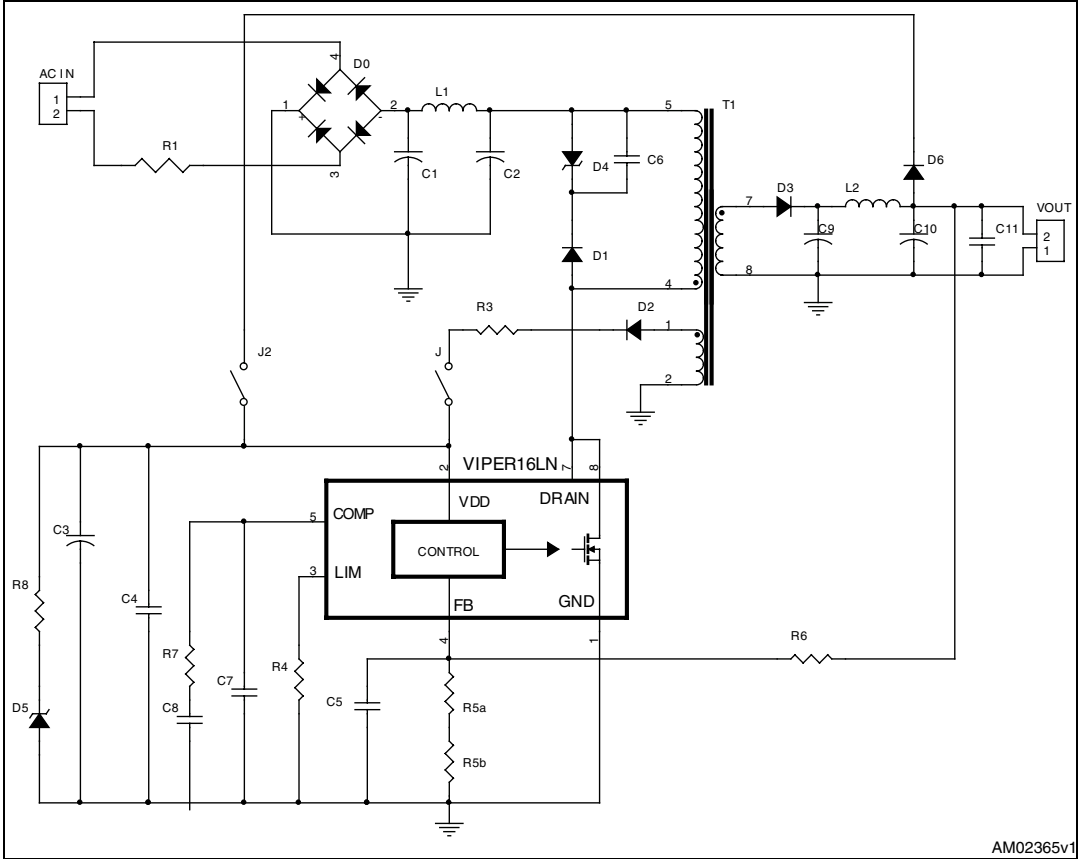 AC IN
1
2
R1
4
D0
1
2
+
-
3
L1
C1
C2
D4
C6
D1
5
4
T1
D6
D3
L2
7
8
C9
C10
C11
VOUT
2
1
R3
D2
1
2
J2
J
2
VIPER16LN
7
8
VDD
DRAIN
5
COMP
CONTROL
3
LIM
FB
GND
4
1
C3
R8
C4
R7
C7
R4
C5
R5a
R6
D5
C8
R5b
AM02365v1